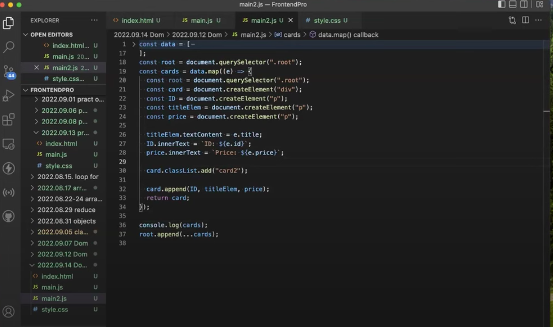 main2.js — FrontendPro
EXPLORER
OPEN EDITORS
index.html... U
main.js 20... U
main2.js 2... U
style.css... U
FRONTENDPRO
2022.09.01 pract o...
2022.09.06 p...
2022.09.08 p...
2022.09.13 pr...
index.html U
main.js U
style.css U
2022.08.15. loop for
2022.08.17 arr...
2022.08.22-24 arra...
2022.08.29 reduce
2022.08.31 objects
2022.09.05 cla...
2022.09.07 Dom
2022.09.12 Dom
2022.09.14 Do...
index.html U
main.js U
main2.js U
style.css U
44
index.html U
main.js U
main2.js U
style.css U
2022.09.14 Dom > 2022.09.12 Dom > main2.js > cards > data.map() callback
1 const data = [
17 ];
18 const root = document.querySelector(".root");
19 const cards = data.map((e) => {
20 const root = document.querySelector(".root");
21 const card = document.createElement("div");
22 const ID = document.createElement("p");
23 const titleElem = document.createElement("p");
24 const price = document.createElement("p");
25
26 titleElem.textContent = e.title;
27 ID.innerText = `ID: ${e.id}`;
28 price.innerText = `Price: ${e.price}`;
29
30 card.classList.add("card2");
31
32 card.append(ID, titleElem, price);
33 return card;
34 });
35
36 console.log(cards);
37 root.append(...cards);
38